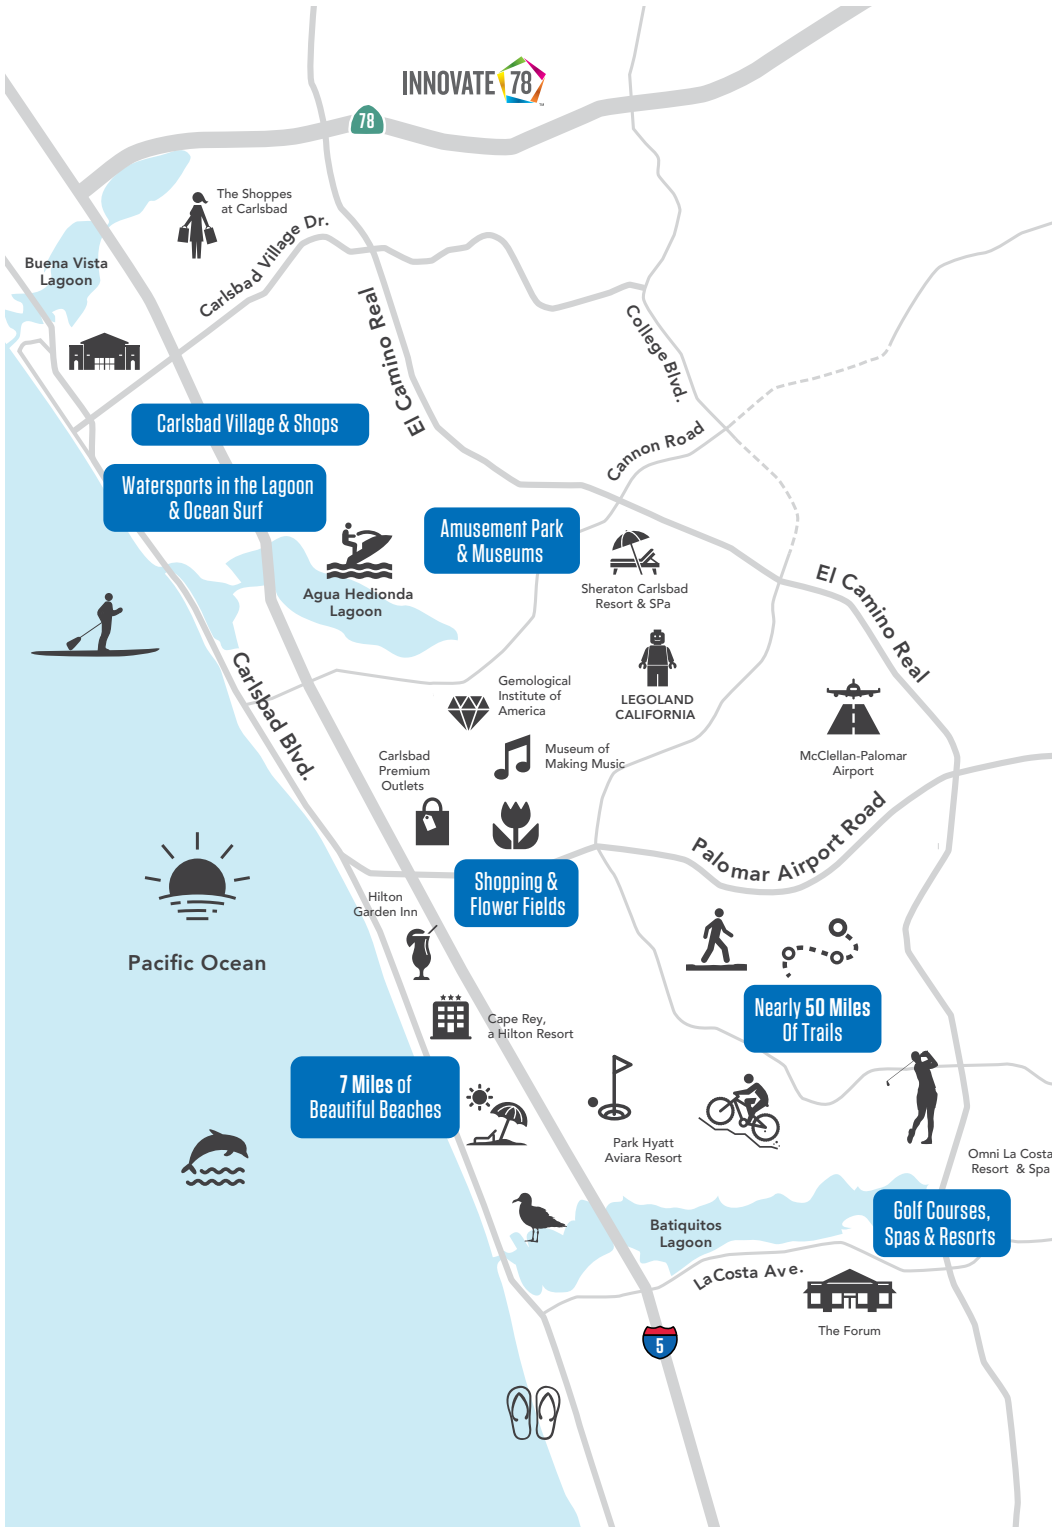 INNOVATE 78
™
78
The Shoppes
at Carlsbad
Carlsbad Village Dr.
Buena Vista
Lagoon
El Camino Real
College Blvd.
Carlsbad Village & Shops
Cannon Road
Watersports in the Lagoon
& Ocean Surf
Amusement Park
& Museums
Sheraton Carlsbad
Resort & SPa
Agua Hedionda
Lagoon
El Camino Real
Carlsbad Blvd.
Gemological
Institute of
America
LEGOLAND
CALIFORNIA
Museum of
Making Music
Carlsbad
Premium
Outlets
McClellan-Palomar
Airport
Palomar Airport Road
Shopping &
Flower Fields
Hilton
Garden Inn
Pacific Ocean
Nearly 50 Miles
Of Trails
Cape Rey,
a Hilton Resort
7 Miles of
Beautiful Beaches
Park Hyatt
Aviara Resort
Omni La Costa
Resort & Spa
Golf Courses,
Spas & Resorts
Batiquitos
Lagoon
La Costa Ave.
The Forum
5